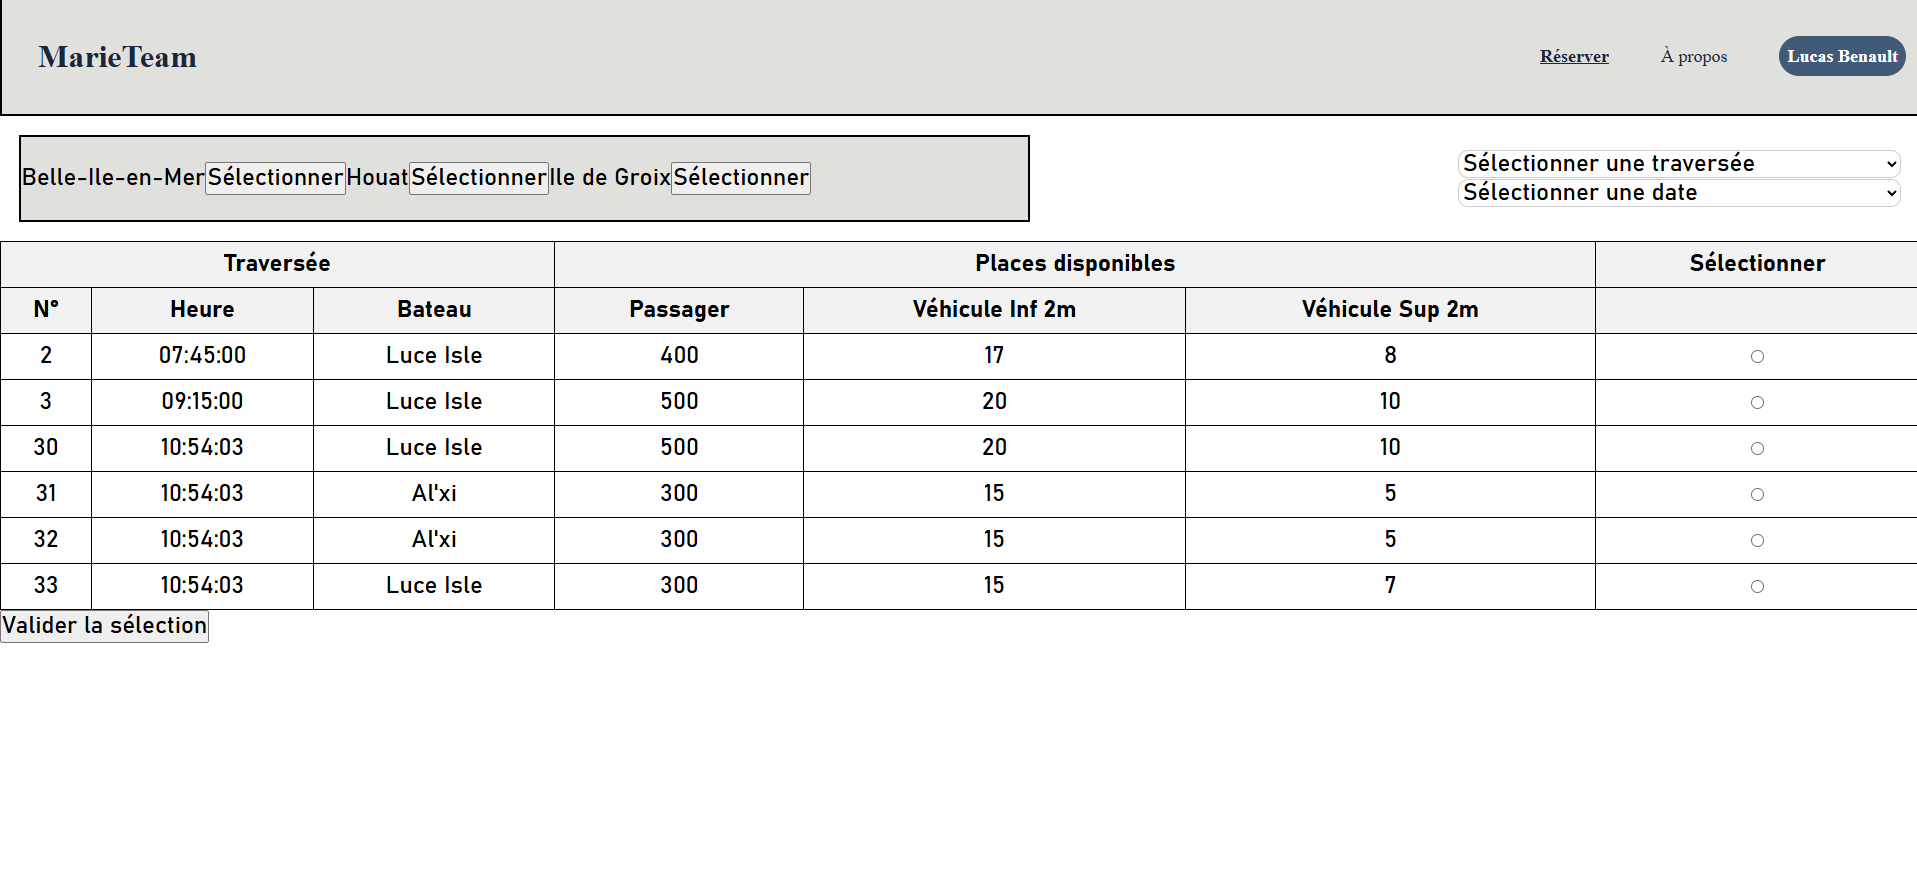 MarieTeam Réserver À propos Lucas Benault
Belle-Ile-en-Mer Sélectionner Houat Sélectionner Ile de Groix Sélectionner
Sélectionner une traversée
Sélectionner une date
Traversée Places disponibles Sélectionner
N° Heure Bateau Passager Véhicule Inf 2m Véhicule Sup 2m
2 07:45:00 Luce Isle 400 17 8
3 09:15:00 Luce Isle 500 20 10
30 10:54:03 Luce Isle 500 20 10
31 10:54:03 Al'xi 300 15 5
32 10:54:03 Al'xi 300 15 5
33 10:54:03 Luce Isle 300 15 7
Valider la sélection